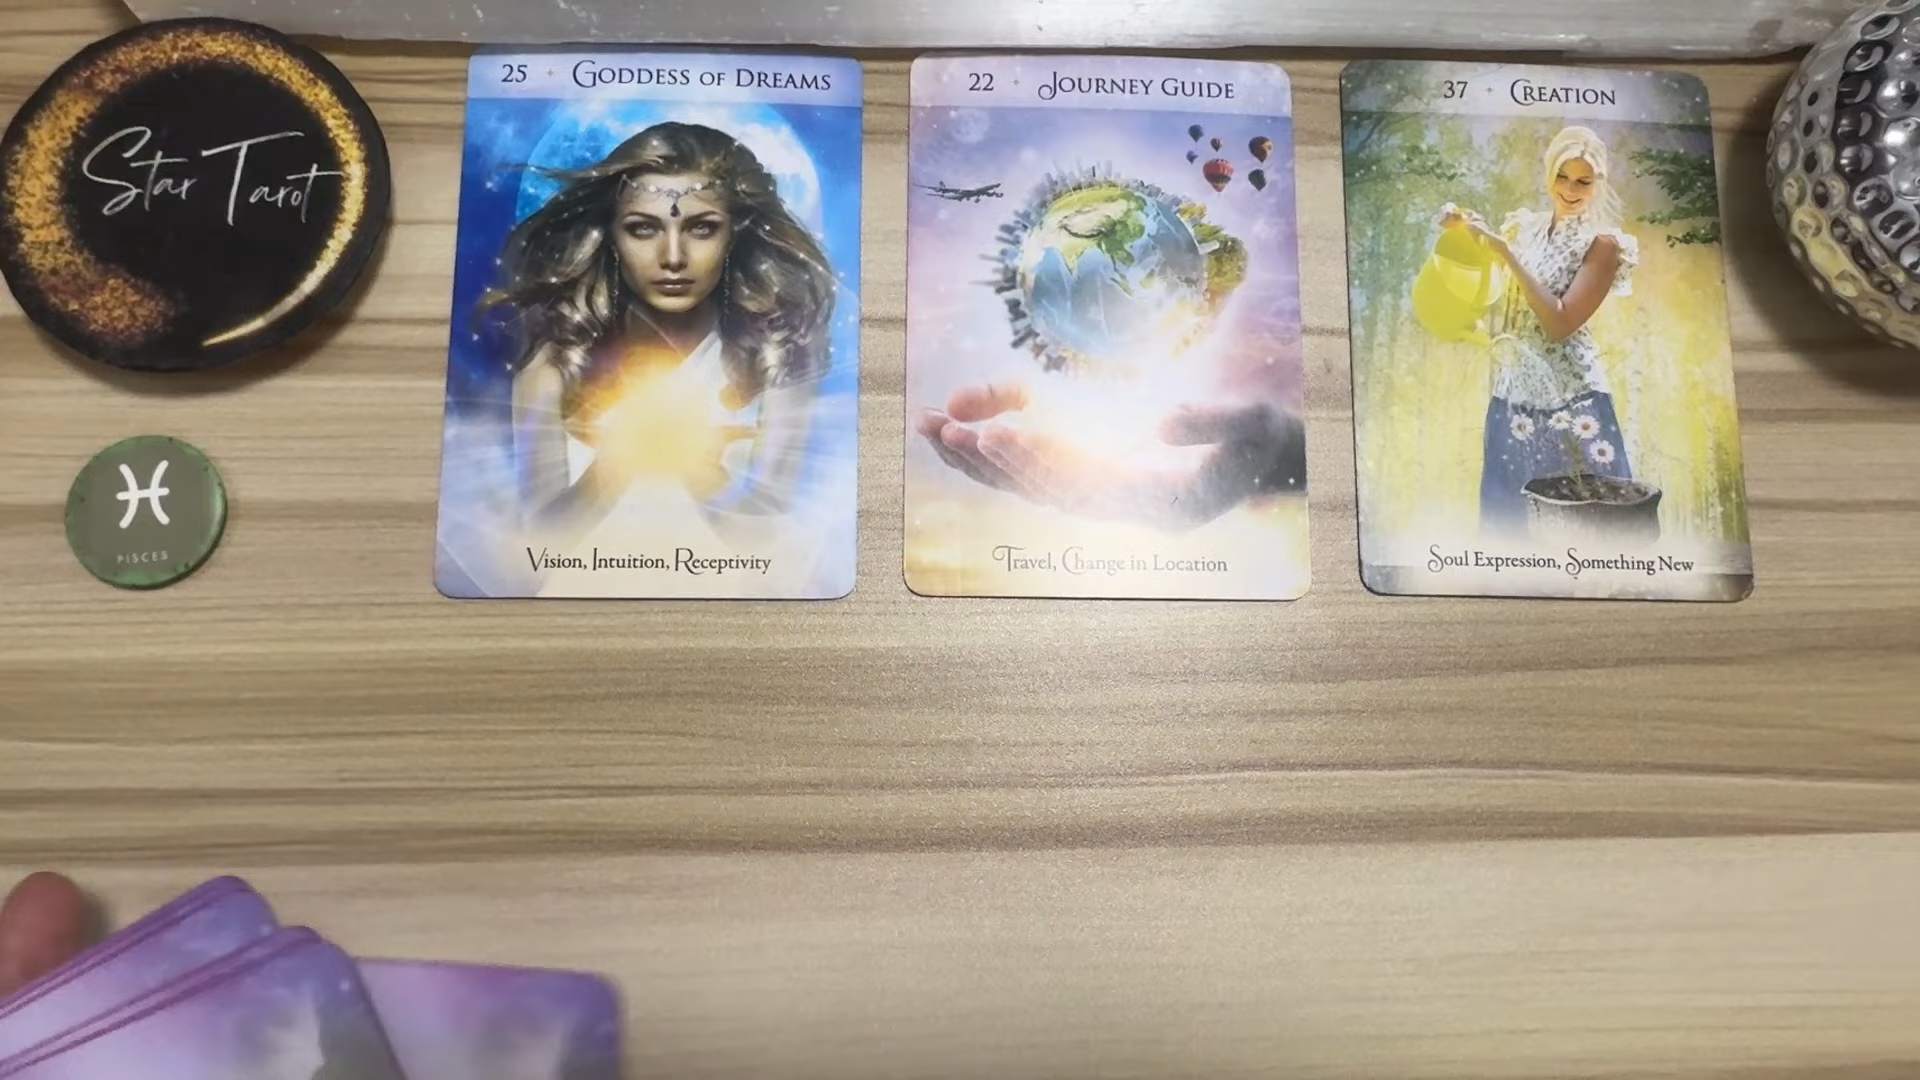 Star Tarot
PISCES
25 + GODDESS OF DREAMS
Vision, Intuition, Receptivity
22 + JOURNEY GUIDE
Travel, Change in Location
37 + CREATION
Soul Expression, Something New